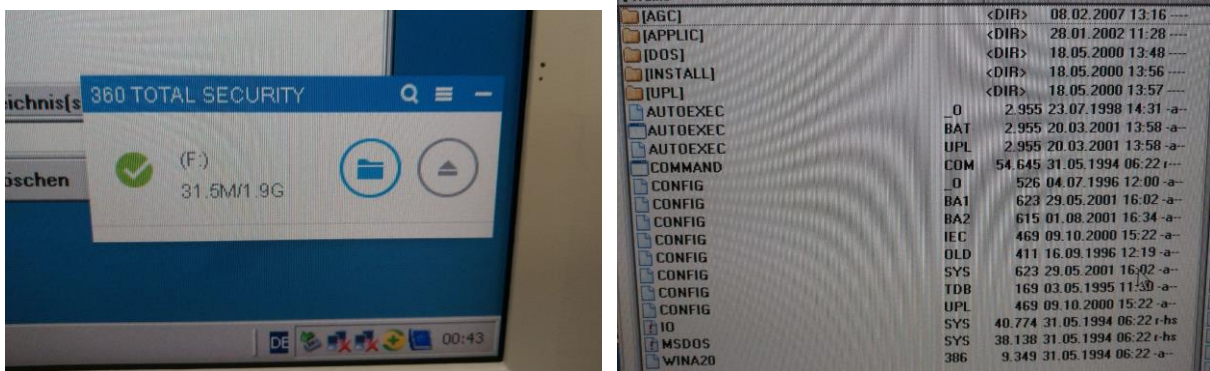 ichnis(s
360 TOTAL SECURITY
(F:)
31.5M/1.9G
öschen
DE
00:43
[AGC] <DIR> 08.02.2007 13:16 ----
[APPLIC] <DIR> 28.01.2002 11:28 ----
[DOS] <DIR> 18.05.2000 13:48 ----
[INSTALL] <DIR> 18.05.2000 13:56 ----
[UPL] <DIR> 18.05.2000 13:57 ----
AUTOEXEC _0 2.955 23.07.1998 14:31 -a--
AUTOEXEC BAT 2.955 20.03.2001 13:58 -a--
AUTOEXEC UPL 2.955 20.03.2001 13:58 -a--
COMMAND COM 54.645 31.05.1994 06:22 r---
CONFIG _0 526 04.07.1996 12:00 -a--
CONFIG BA1 623 29.05.2001 16:02 -a--
CONFIG BA2 615 01.08.2001 16:34 -a--
CONFIG IEC 469 09.10.2000 15:22 -a--
CONFIG OLD 411 16.09.1996 12:19 -a--
CONFIG SYS 623 29.05.2001 16:02 -a--
CONFIG TDB 169 03.05.1995 11:30 -a--
CONFIG UPL 469 09.10.2000 15:22 -a--
IO SYS 40.774 31.05.1994 06:22 r-hs
MSDOS SYS 38.138 31.05.1994 06:22 r-hs
WINA20 386 9.349 31.05.1994 06:22 -a--